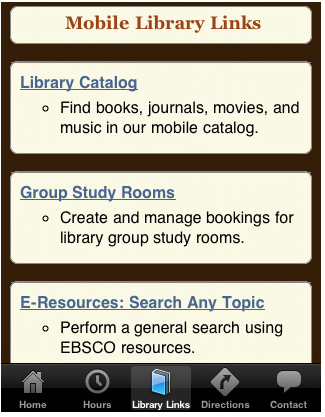 Mobile Library Links
Library Catalog
Find books, journals, movies, and
music in our mobile catalog.
Group Study Rooms
Create and manage bookings for
library group study rooms.
E-Resources: Search Any Topic
Perform a general search using
EBSCO resources.
Home Hours Library Links Directions Contact